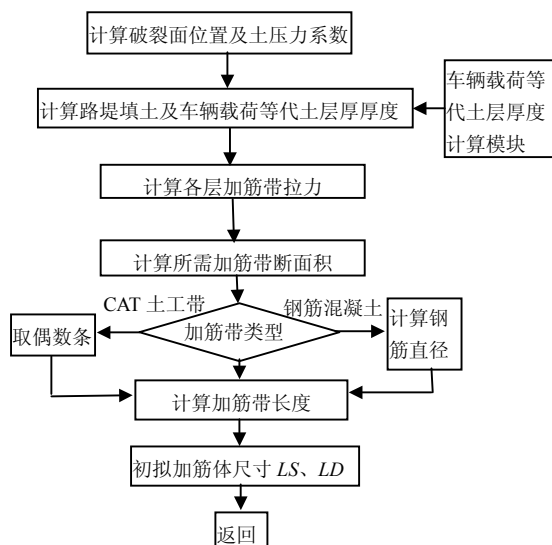 计算破裂面位置及土压力系数
计算路堤填土及车辆载荷等代土层厚厚度
车辆载荷等
代土层厚度
计算模块
计算各层加筋带拉力
计算所需加筋带断面积
CAT 土工带
钢筋混凝土
取偶数条
加筋带类型
计算钢
筋直径
计算加筋带长度
初拟加筋体尺寸 LS、LD
返回